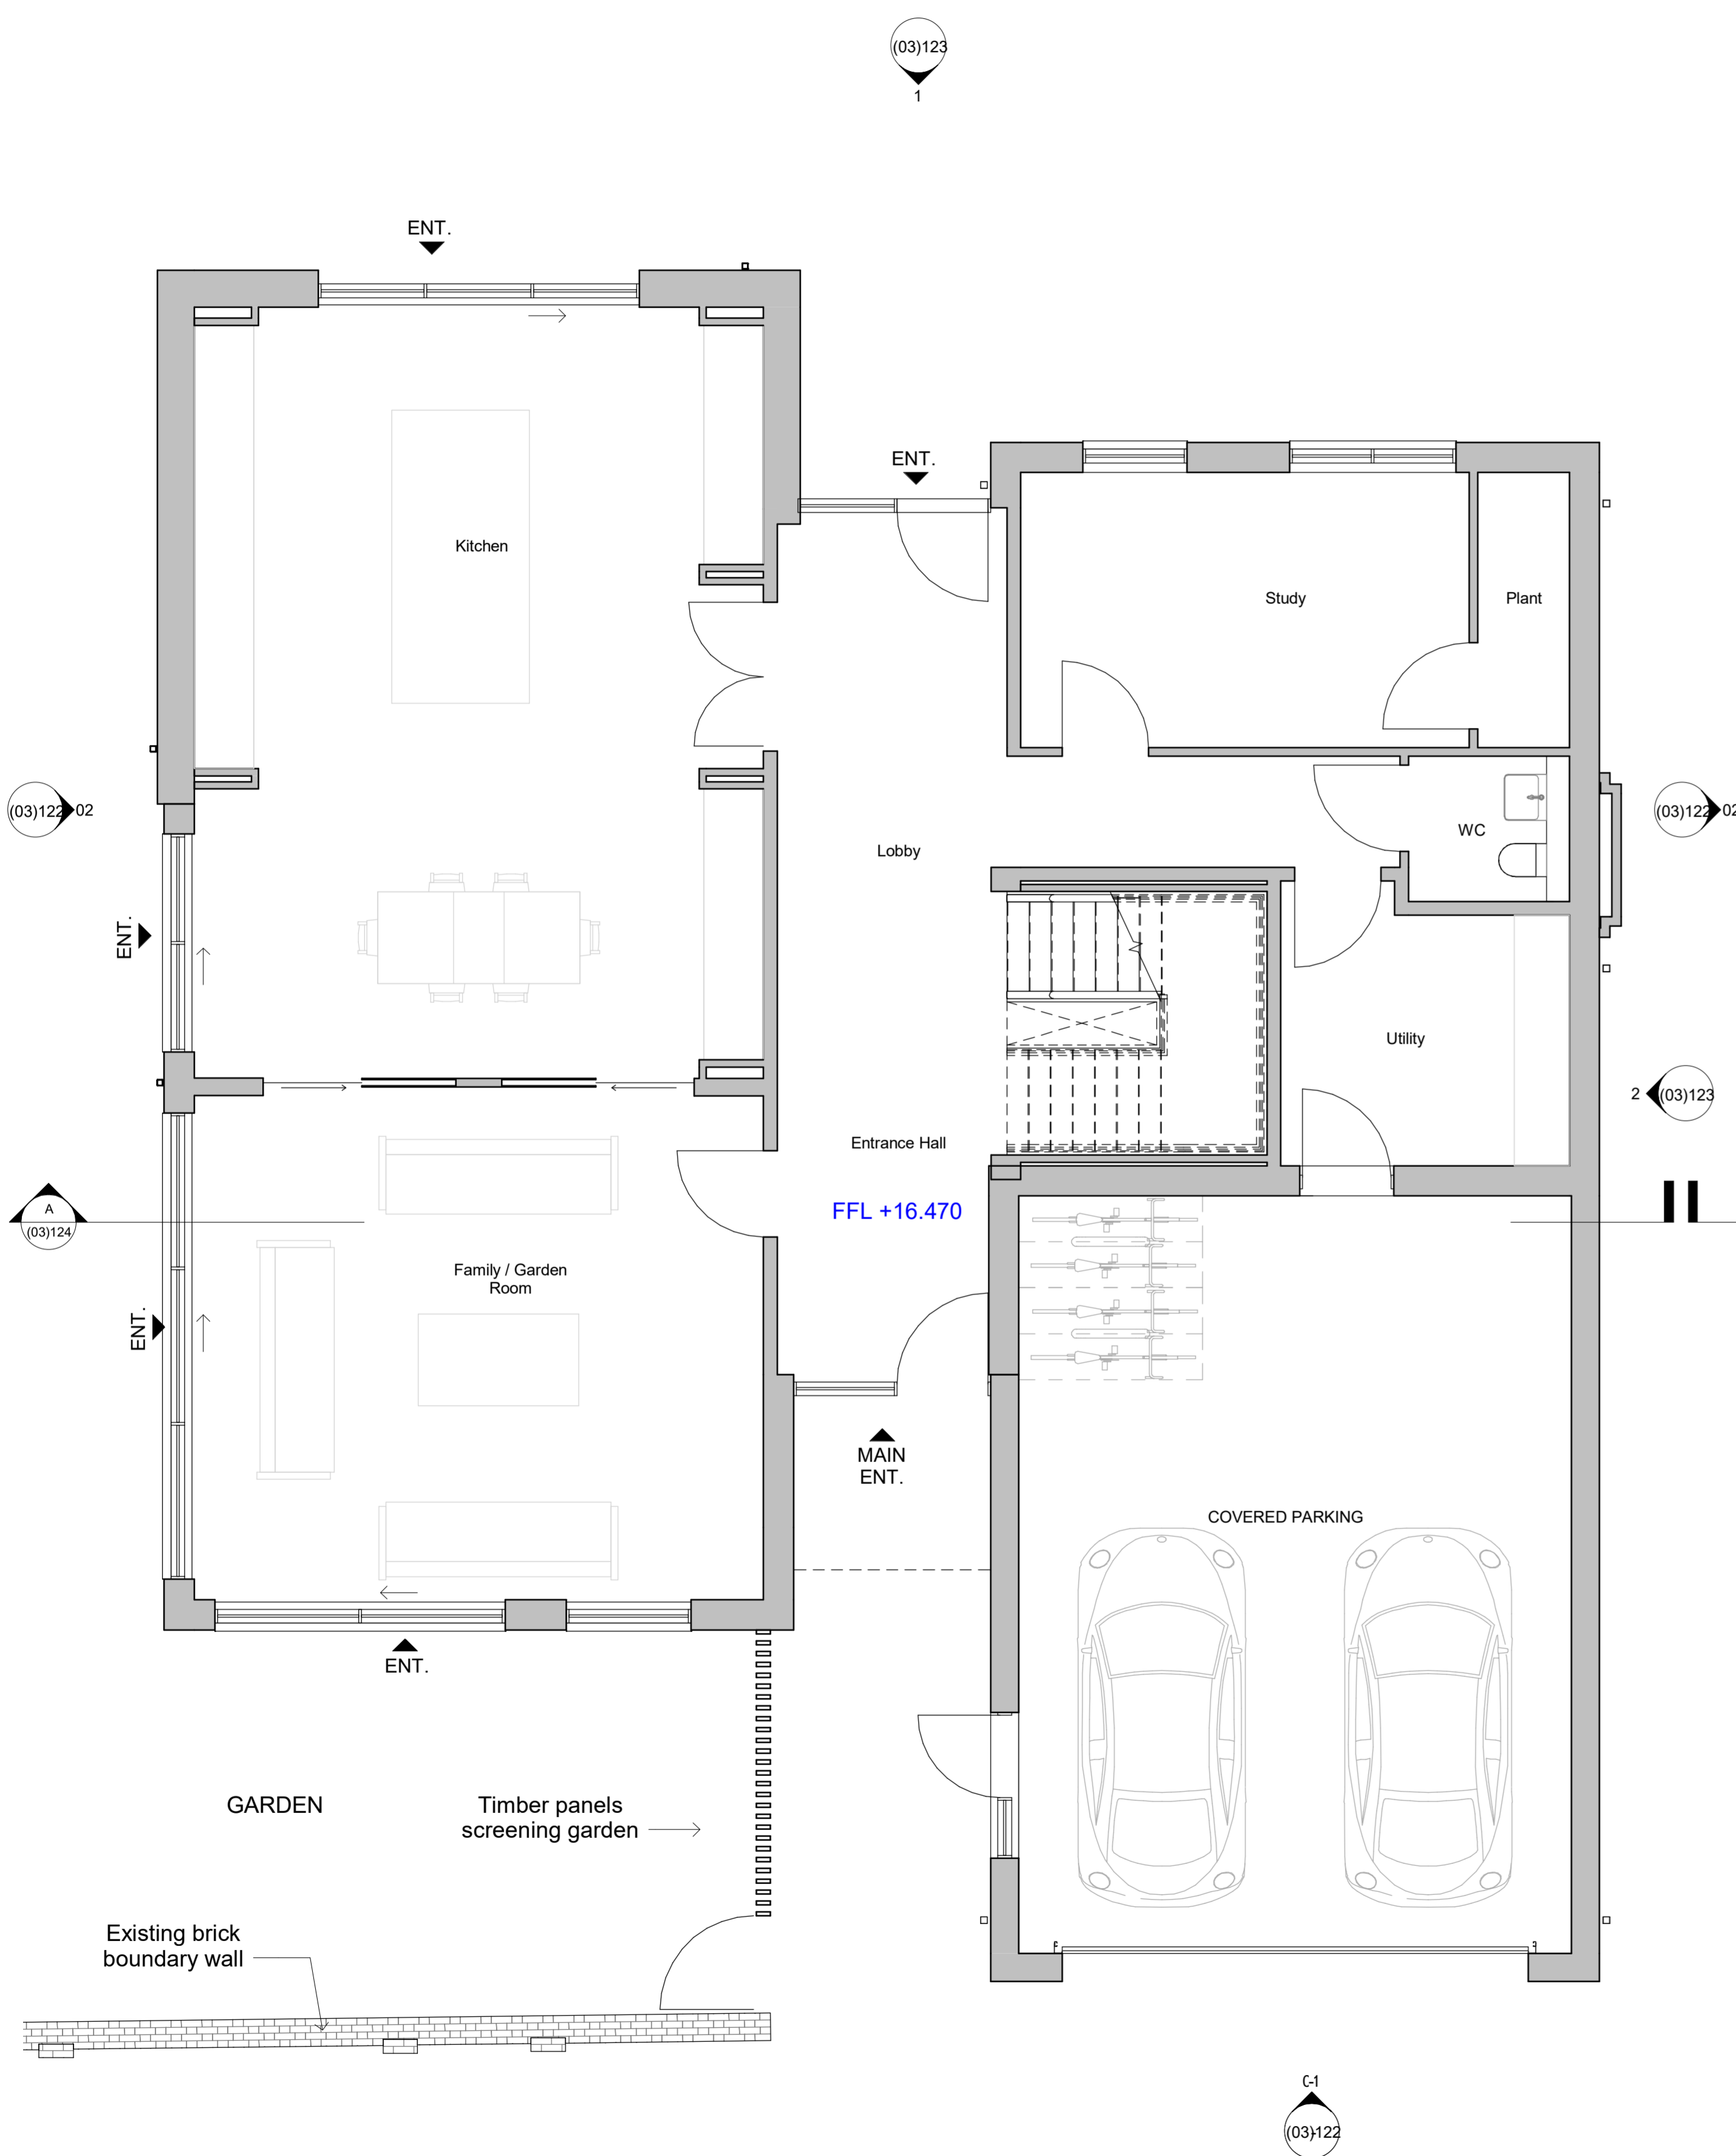 (03)123
1
ENT.
ENT.
Kitchen
Study
Plant
(03)122
02
(03)122
02
WC
Lobby
ENT.
Utility
2
(03)123
Entrance Hall
A
(03)124
FFL +16.470
Family / Garden
Room
ENT.
MAIN
ENT.
COVERED PARKING
ENT.
GARDEN
Timber panels
screening garden
Existing brick
boundary wall
C-1
(03)-122